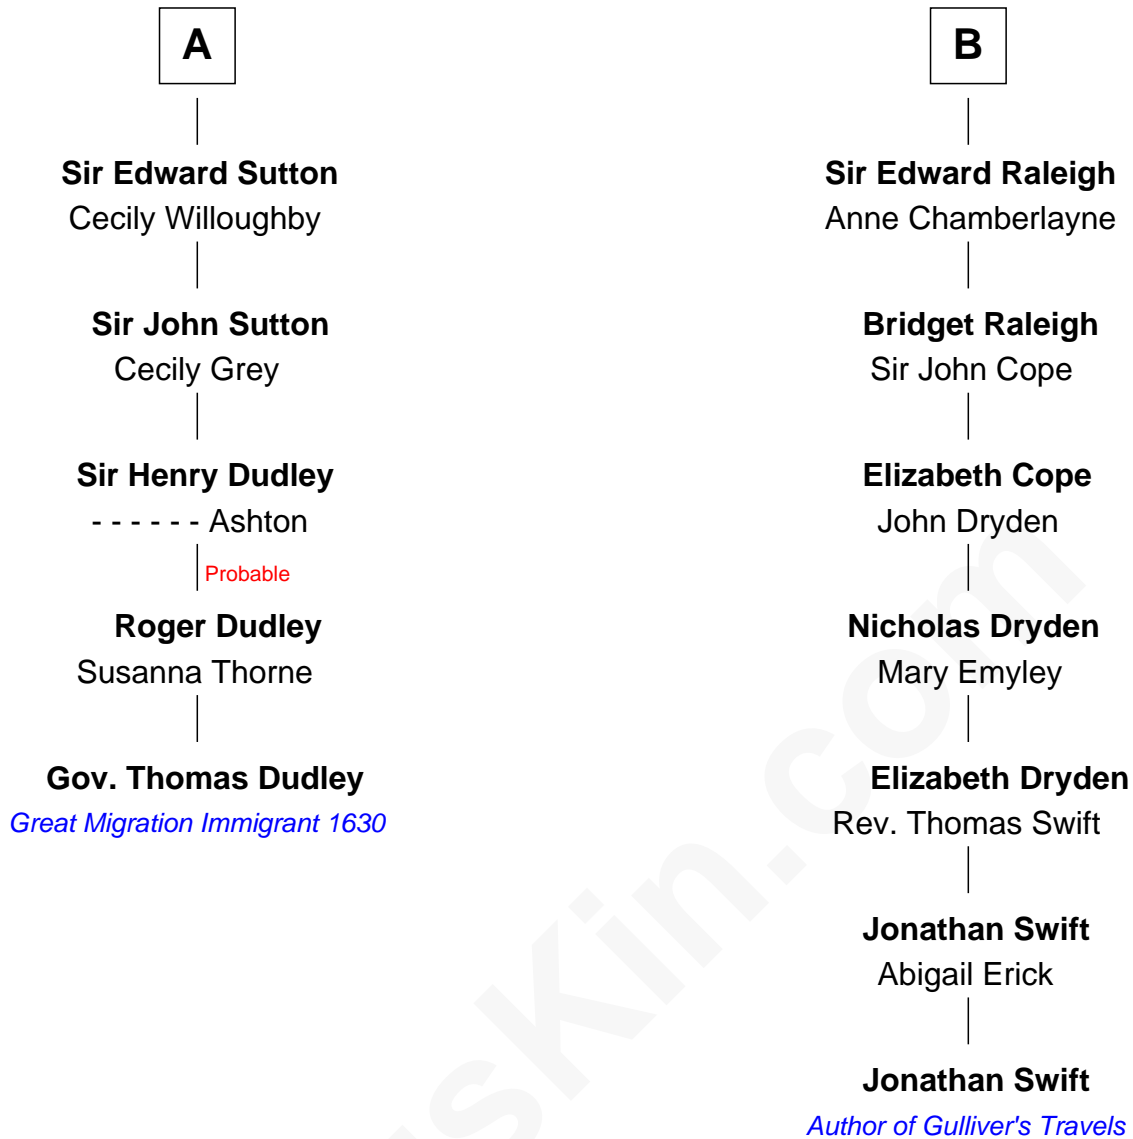 A
Sir Edward Sutton
Cecily Willoughby
Sir John Sutton
Cecily Grey
Sir Henry Dudley
- - - - - - Ashton
Probable
Roger Dudley
Susanna Thorne
Gov. Thomas Dudley
Great Migration Immigrant 1630
B
Sir Edward Raleigh
Anne Chamberlayne
Bridget Raleigh
Sir John Cope
Elizabeth Cope
John Dryden
Nicholas Dryden
Mary Emyley
Elizabeth Dryden
Rev. Thomas Swift
Jonathan Swift
Abigail Erick
Jonathan Swift
Author of Gulliver's Travels